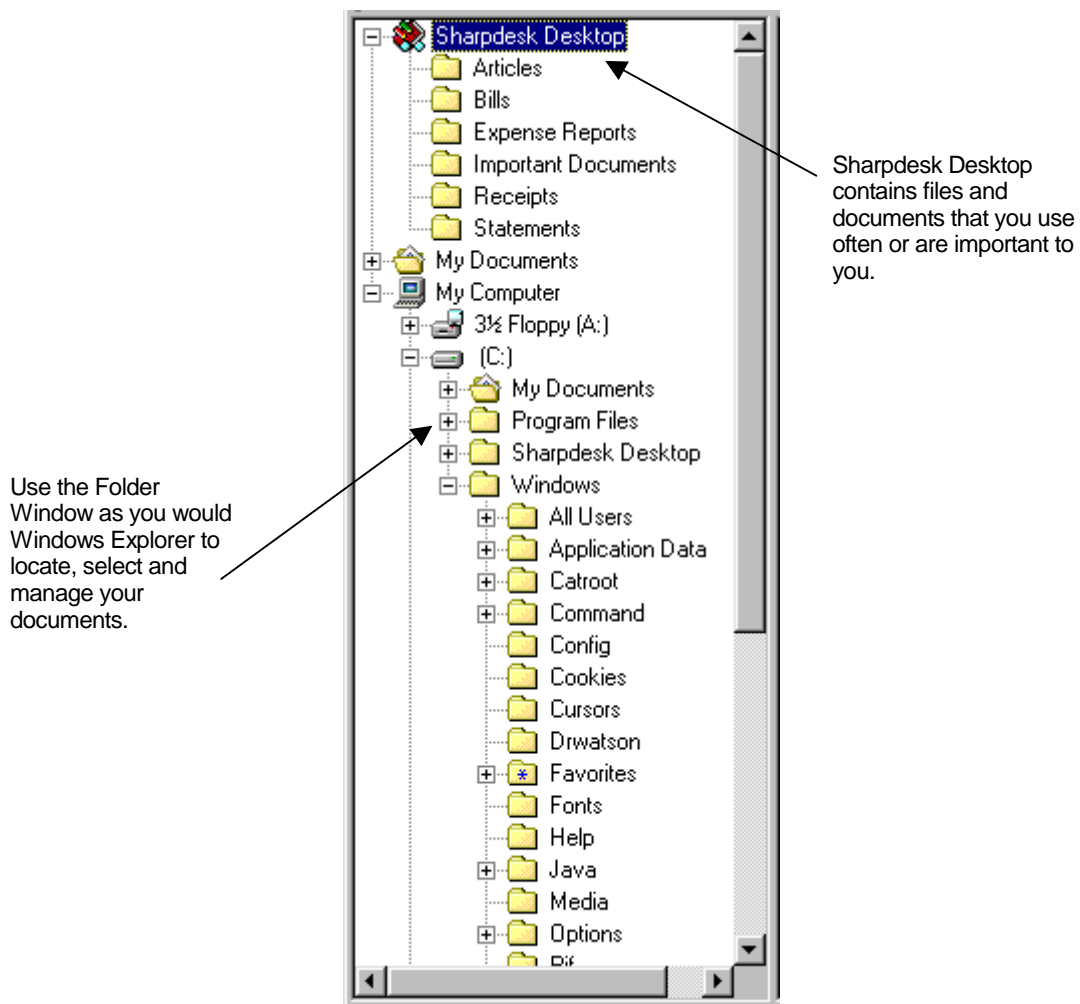 Sharpdesk Desktop
Articles
Bills
Expense Reports
Important Documents
Receipts
Statements
My Documents
My Computer
3½ Floppy (A:)
(C:)
My Documents
Program Files
Sharpdesk Desktop
Windows
All Users
Application Data
Catroot
Command
Config
Cookies
Cursors
Drwatson
Favorites
Fonts
Help
Java
Media
Options
Sharpdesk Desktop
contains files and
documents that you use
often or are important to
you.
Use the Folder
Window as you would
Windows Explorer to
locate, select and
manage your
documents.